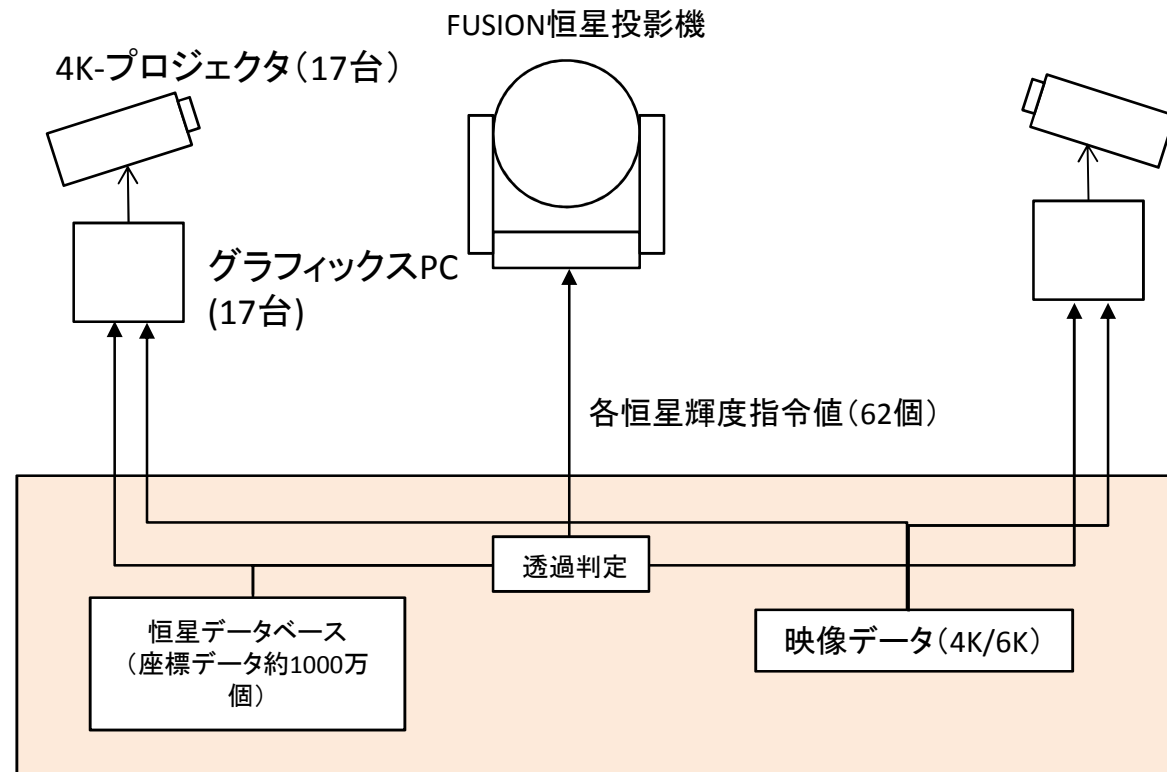 FUSION恒星投影機
4K-プロジェクタ（17台）
グラフィックスPC
(17台)
各恒星輝度指令値（62個）
透過判定
恒星データベース
（座標データ約1000万
個）
映像データ（4K/6K）